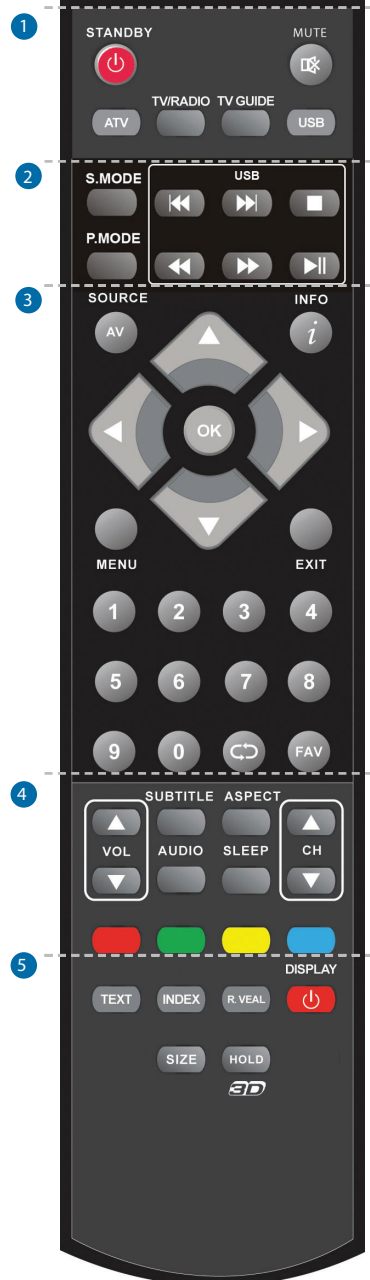 1
STANDBY MUTE
TV/RADIO TV GUIDE
ATV USB
2
S.MODE USB
P.MODE
3
SOURCE INFO
AV i
OK
MENU EXIT
1 2 3 4
5 6 7 8
9 0 FAV
4
SUBTITLE ASPECT
VOL AUDIO SLEEP CH
5
DISPLAY
TEXT INDEX R.VEAL
SIZE HOLD
3D